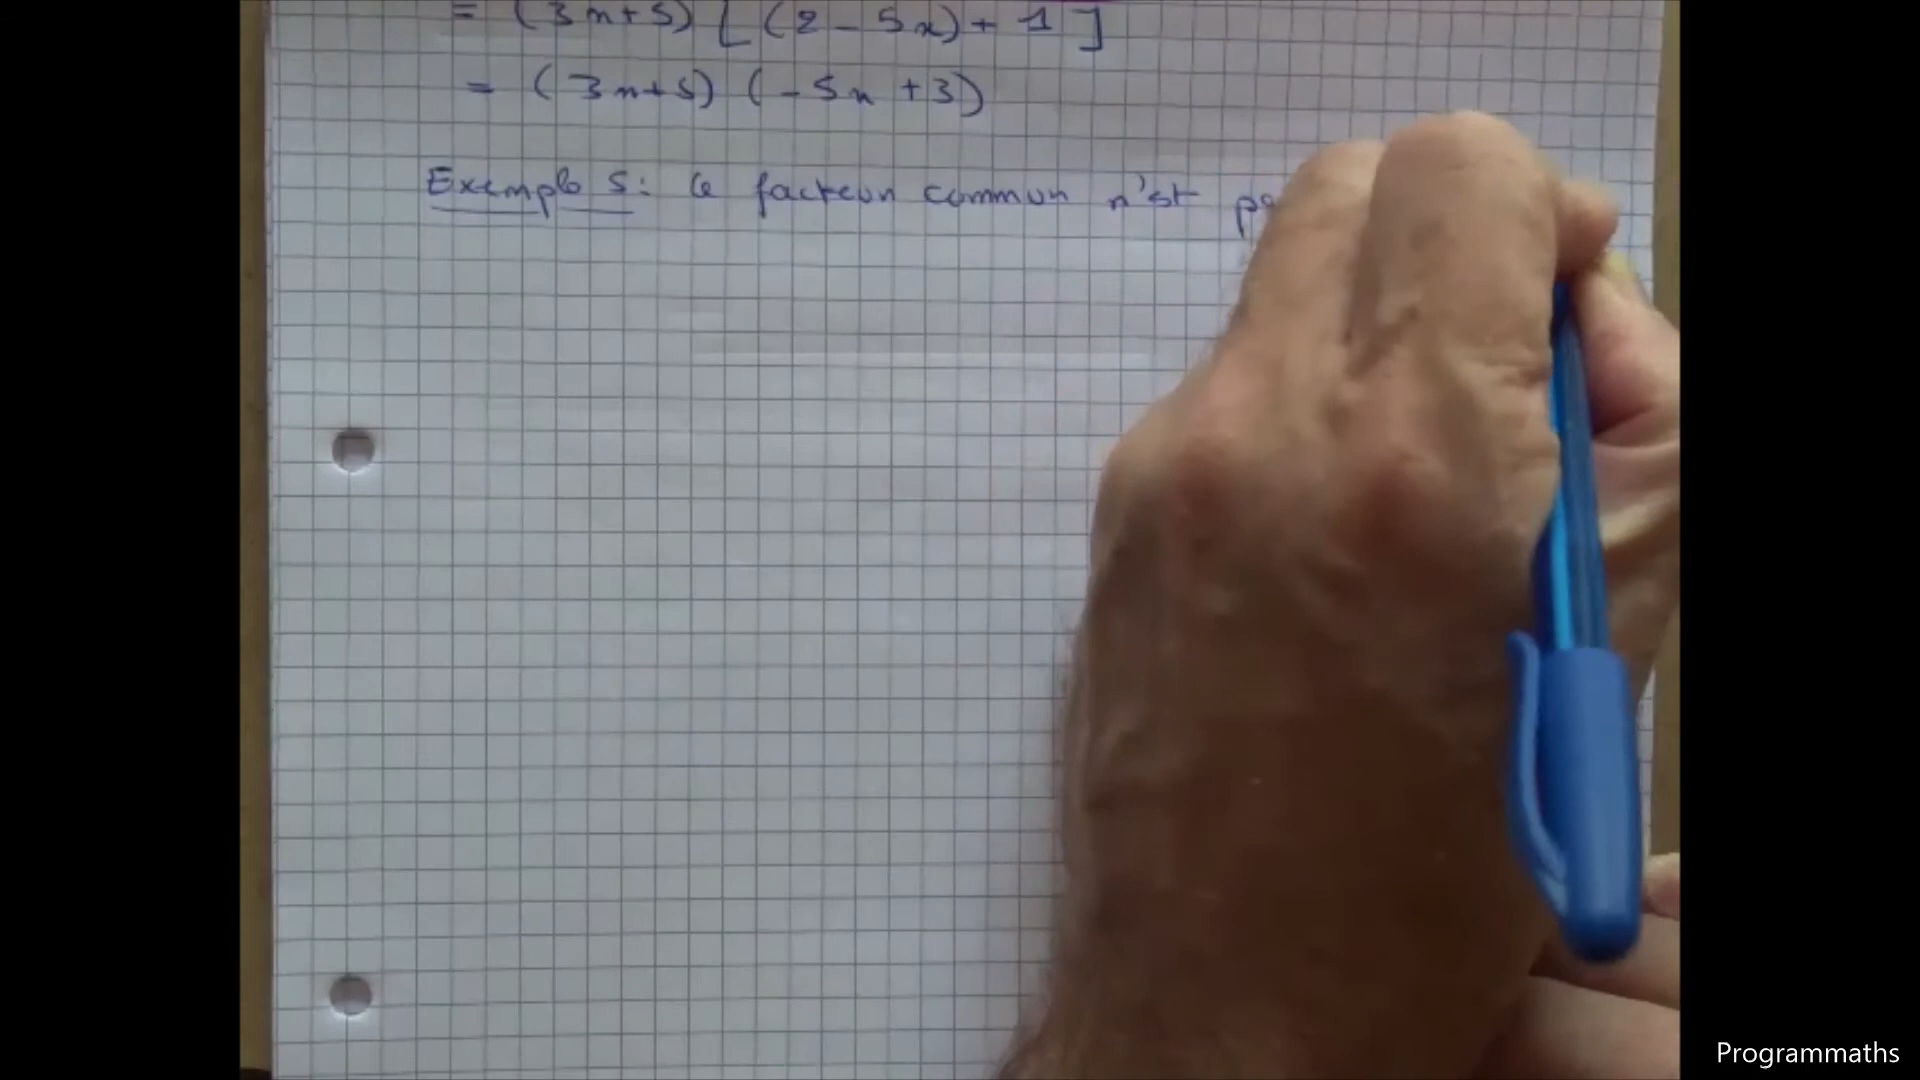 = (3x+5) [(2-5x)+1]
= (3x+5) (-5x+3)
Exemple 5: le facteur commun n'est
Programmaths